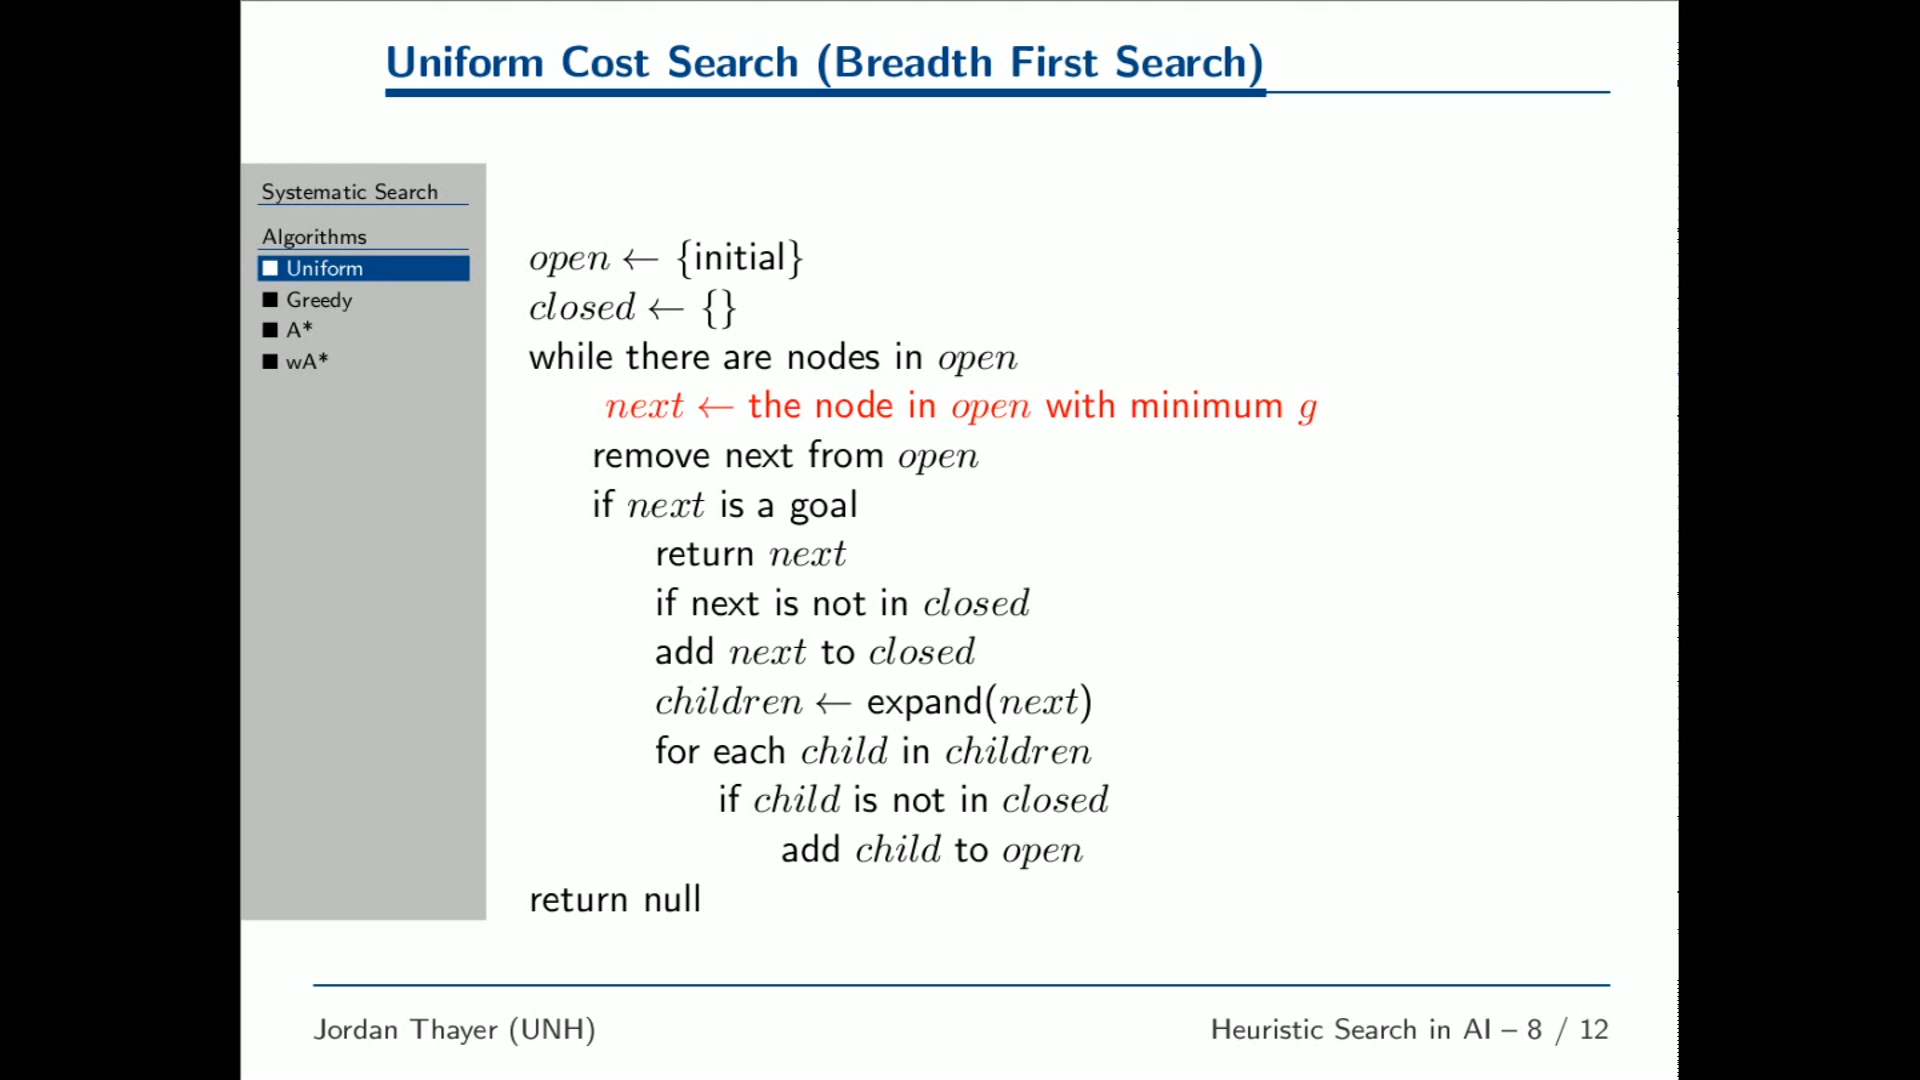 Uniform Cost Search (Breadth First Search)
Systematic Search
Algorithms
Uniform
Greedy
A*
wA*
open ← {initial}
closed ← {}
while there are nodes in open
next ← the node in open with minimum g
remove next from open
if next is a goal
return next
if next is not in closed
add next to closed
children ← expand(next)
for each child in children
if child is not in closed
add child to open
return null
Jordan Thayer (UNH)
Heuristic Search in AI – 8 / 12